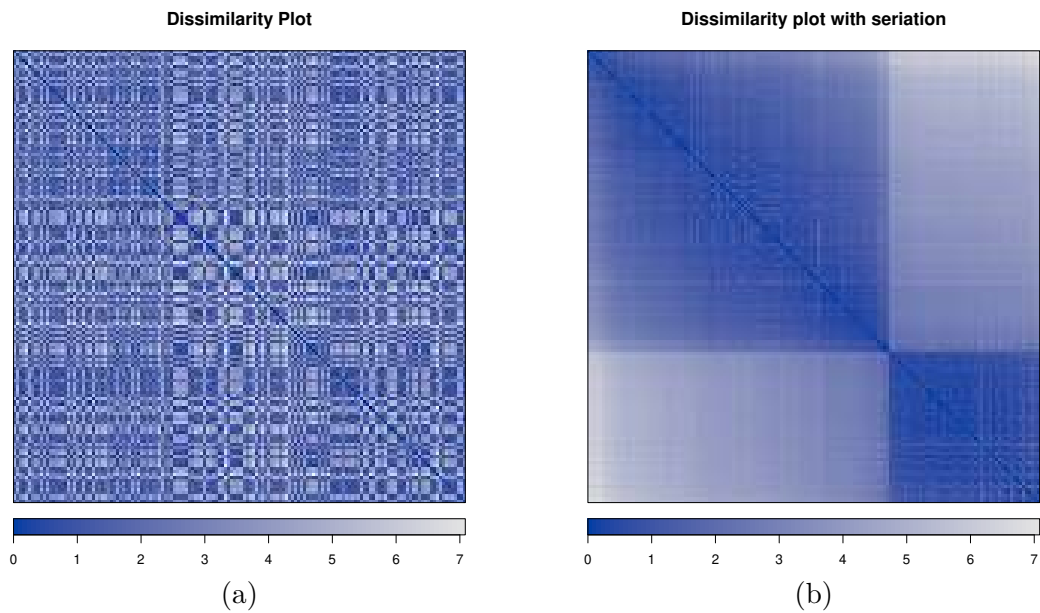 Dissimilarity Plot
0 1 2 3 4 5 6 7
(a)
Dissimilarity plot with seriation
0 1 2 3 4 5 6 7
(b)